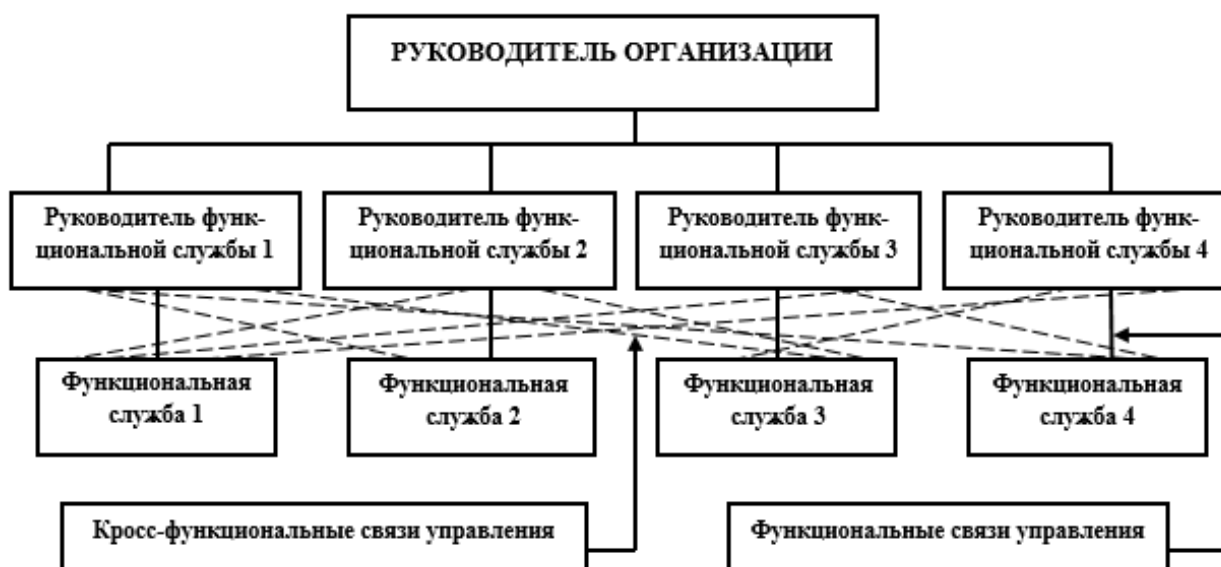 РУКОВОДИТЕЛЬ ОРГАНИЗАЦИИ
Руководитель функ-
циональной службы 1
Руководитель функ-
циональной службы 2
Руководитель функ-
циональной службы 3
Руководитель функ-
циональной службы 4
Функциональная
служба 1
Функциональная
служба 2
Функциональная
служба 3
Функциональная
служба 4
Кросс-функциональные связи управления
Функциональные связи управления